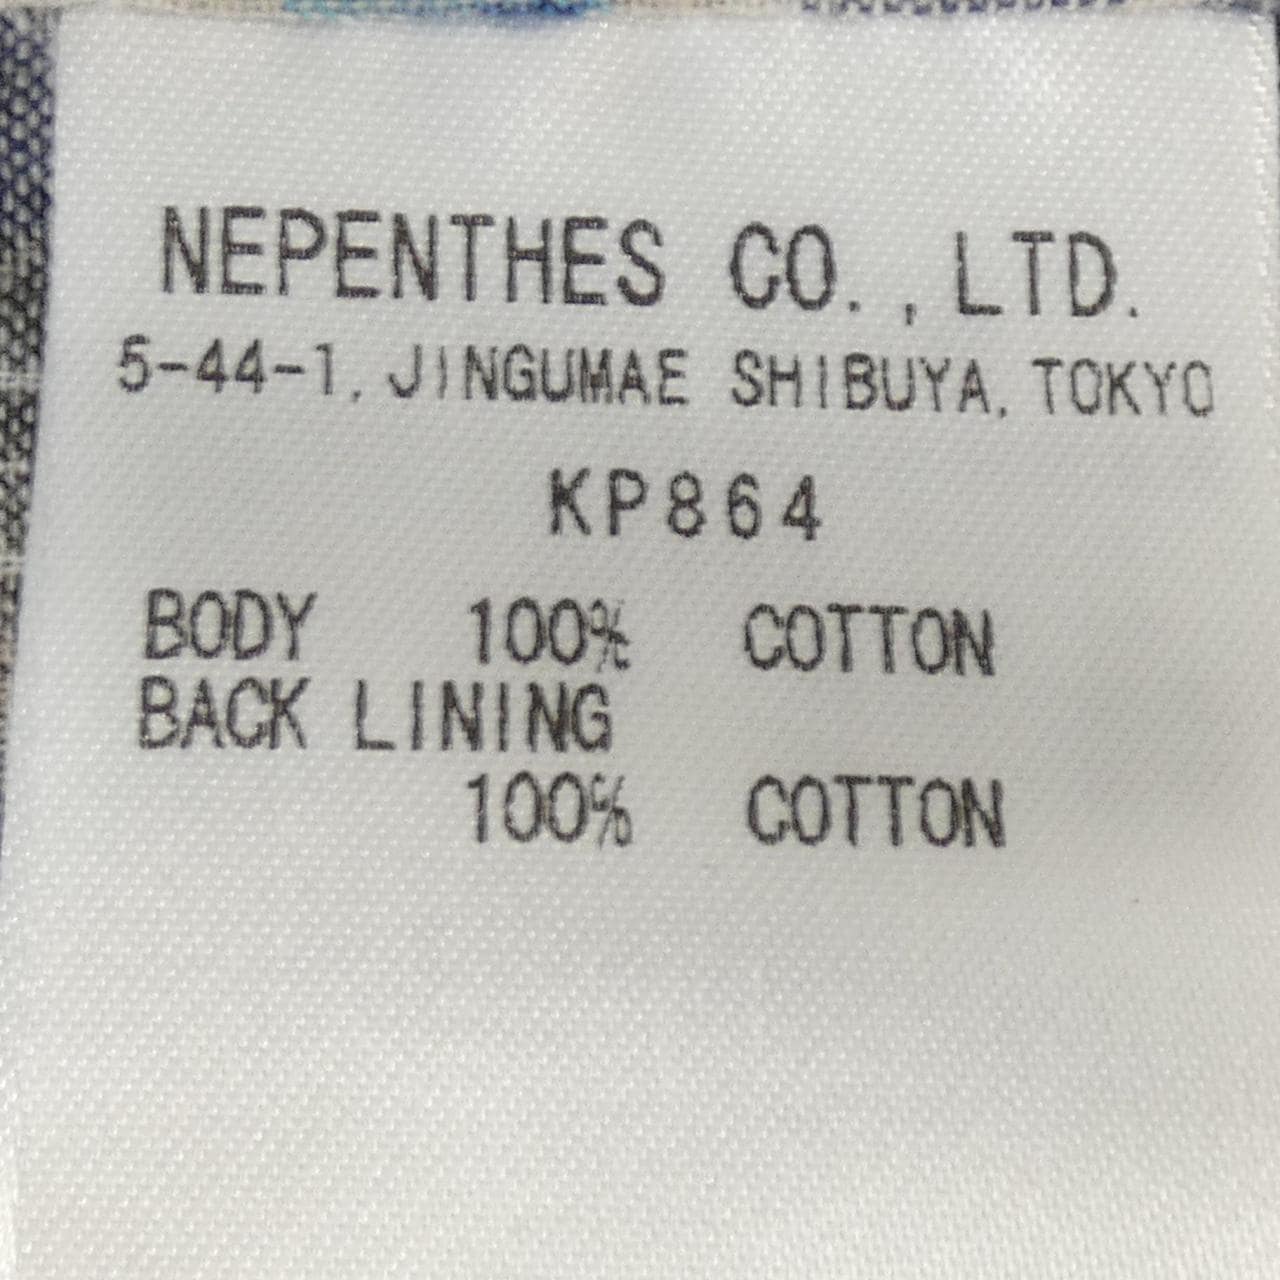 NEPENTHES CO., LTD.
5-44-1, JINGUMAE SHIBUYA, TOKYO
KP864
BODY 100% COTTON
BACK LINING
100% COTTON